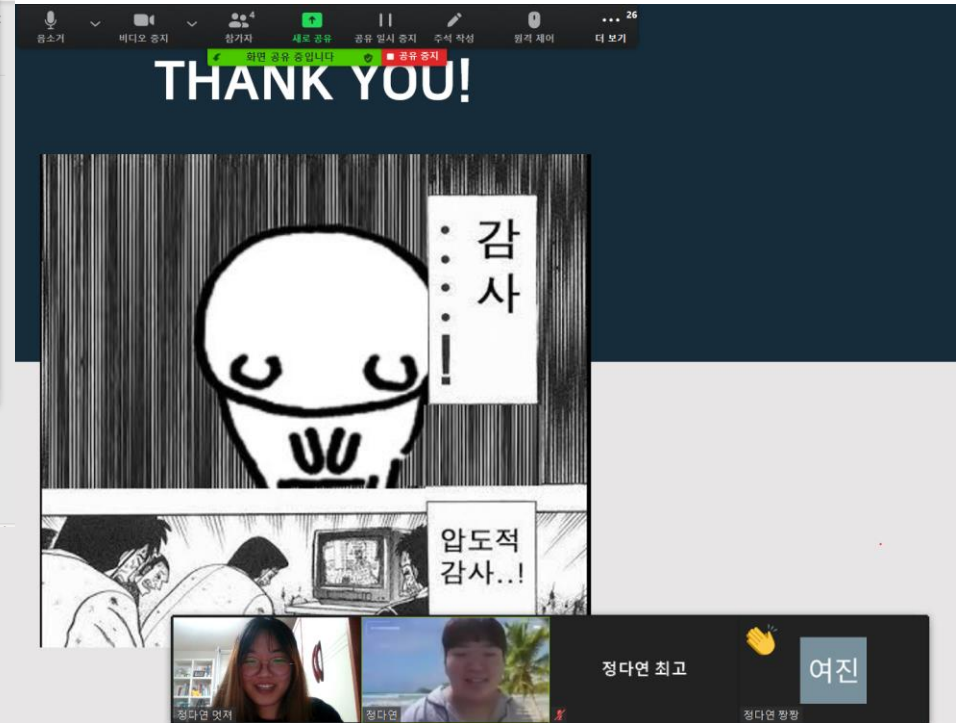 음소거
비디오 중지
4
참가자
새로 공유
공유 일시 중지
주석 작성
원격 제어
26
더 보기
화면 공유 중입니다
공유 중지
THANK YOU!
감사
····!
압도적
감사..!
정다연 멋져
정다연
정다연 최고
여진
정다연 짱짱